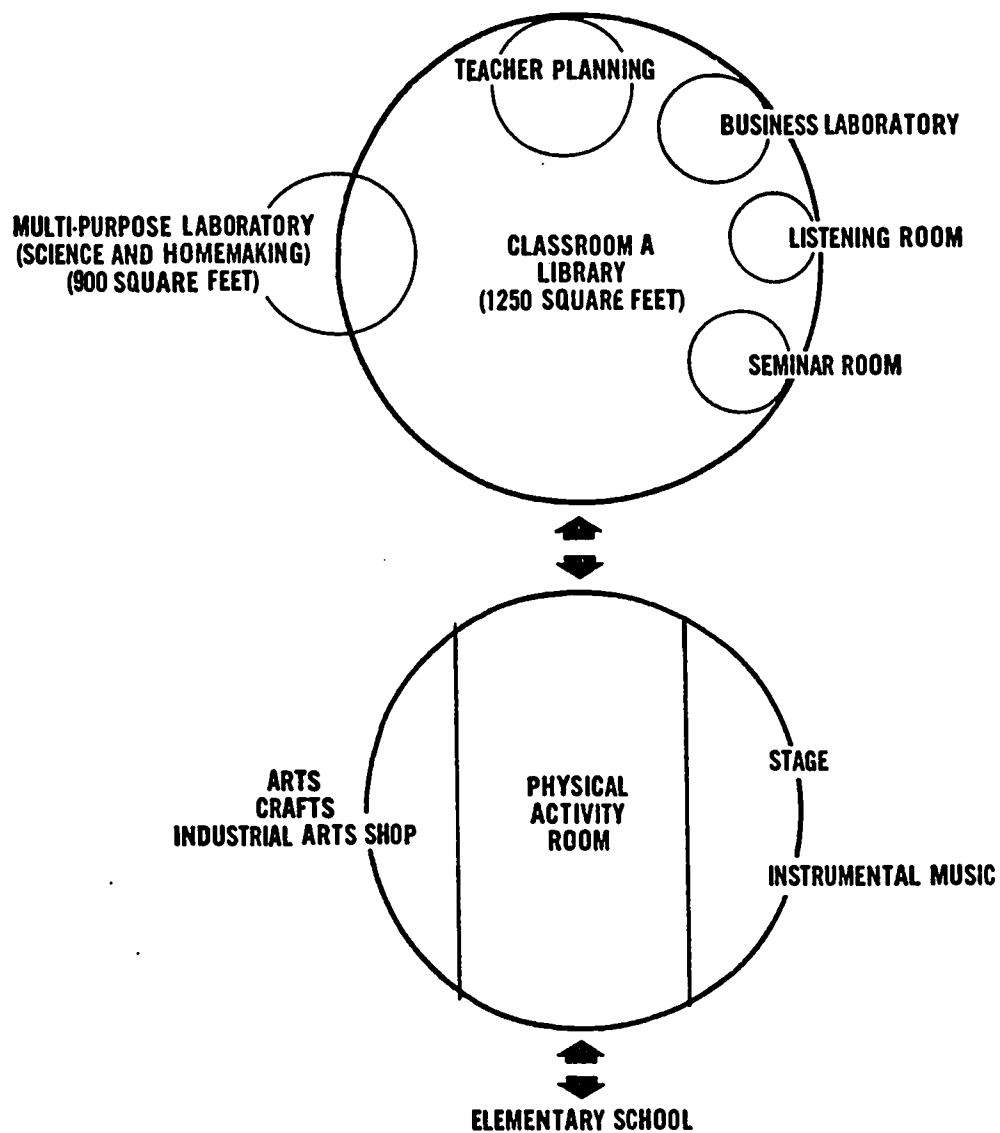 TEACHER PLANNING
BUSINESS LABORATORY
MULTI-PURPOSE LABORATORY
(SCIENCE AND HOMEMAKING)
(900 SQUARE FEET)
CLASSROOM A
LIBRARY
(1250 SQUARE FEET)
LISTENING ROOM
SEMINAR ROOM
ARTS
CRAFTS
INDUSTRIAL ARTS SHOP
PHYSICAL
ACTIVITY
ROOM
STAGE
INSTRUMENTAL MUSIC
ELEMENTARY SCHOOL